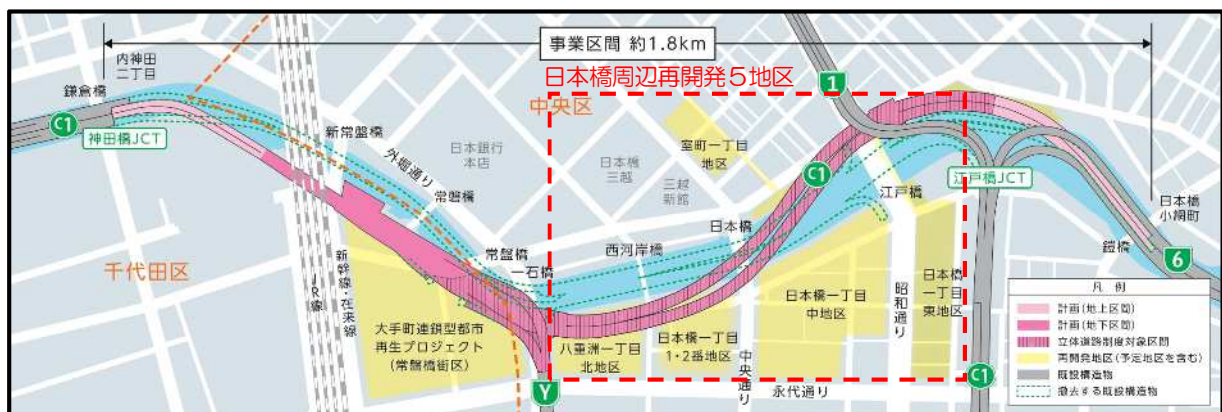 事業区間 約1.8km
日本橋周辺再開発5地区
内神田
二丁目
鎌倉橋
C1
神田橋JCT
新常盤橋
外堀通り
常磐橋
日本銀行
本店
中央区
日本橋
三越
三越
新館
室町一丁目
地区
1
C1
江戸橋
江戸橋JCT
日本橋
小網町
鎧橋
6
千代田区
JR線
新幹線・在来線
常盤橋
一石橋
西河岸橋
日本橋
大手町連鎖型都市
再生プロジェクト
(常盤橋街区)
八重洲一丁目
北地区
日本橋一丁目
1・2番地区
中央通り
日本橋一丁目
中地区
昭和通り
日本橋
一丁目
東地区
永代通り
Y
C1
凡 例
計画(地上区間)
計画(地下区間)
立体道路制度対象区間
再開発地区(予定地区を含む)
既設構造物
撤去する既設構造物